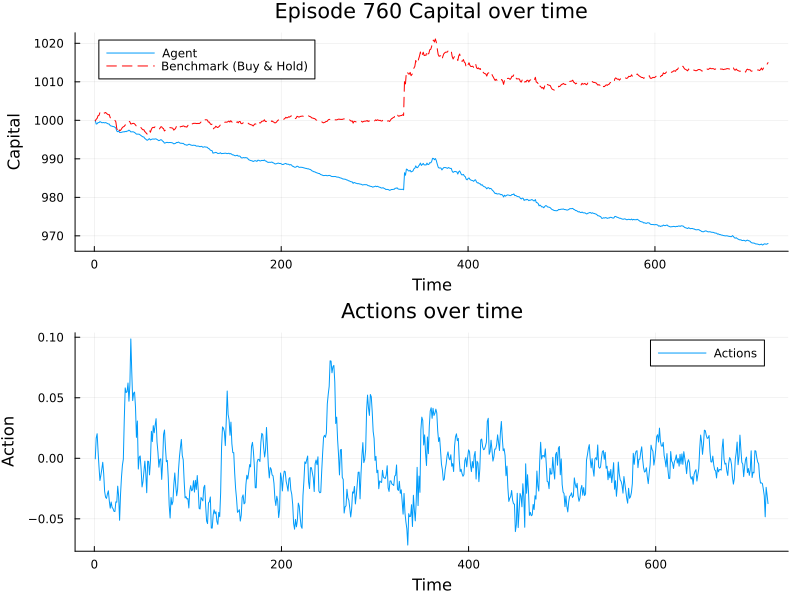 Episode 760 Capital over time
Agent
Benchmark (Buy & Hold)
1020
1010
1000
990
980
970
Capital
0
200
400
600
Time
Actions over time
Actions
0.10
0.05
0.00
−0.05
Action
0
200
400
600
Time